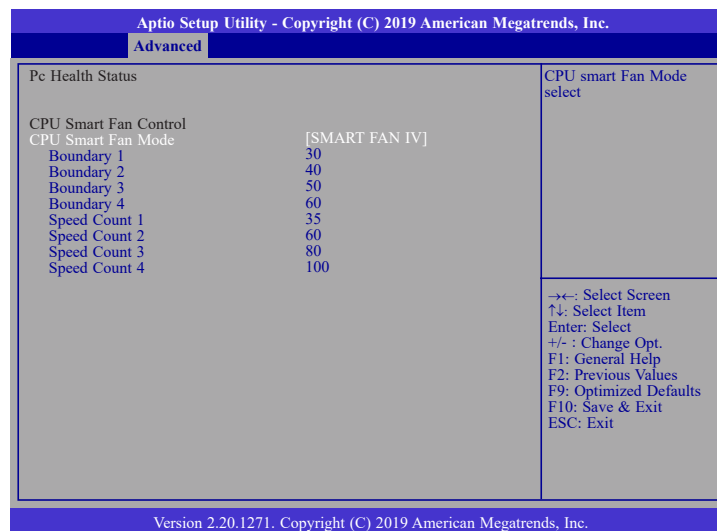 Aptio Setup Utility - Copyright (C) 2019 American Megatrends, Inc.
Advanced
Pc Health Status
CPU Smart Fan Control
CPU Smart Fan Mode [SMART FAN IV]
Boundary 1 30
Boundary 2 40
Boundary 3 50
Boundary 4 60
Speed Count 1 35
Speed Count 2 60
Speed Count 3 80
Speed Count 4 100
CPU smart Fan Mode
select
→←: Select Screen
↑↓: Select Item
Enter: Select
+/- : Change Opt.
F1: General Help
F2: Previous Values
F9: Optimized Defaults
F10: Save & Exit
ESC: Exit
Version 2.20.1271. Copyright (C) 2019 American Megatrends, Inc.